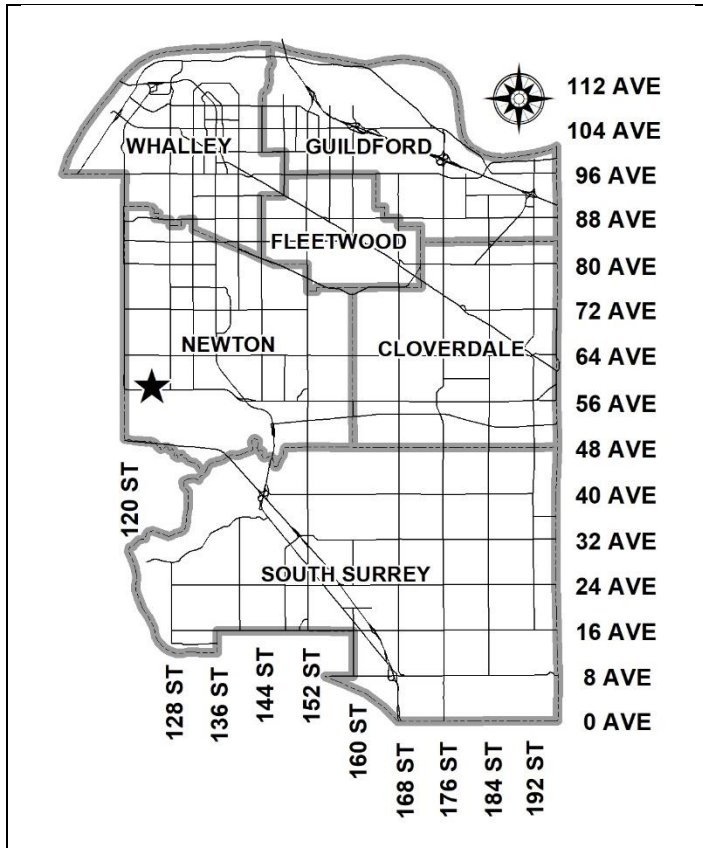 112 AVE
104 AVE
WHALLEY
GUILDFORD
96 AVE
88 AVE
FLEETWOOD
80 AVE
72 AVE
NEWTON
CLOVERDALE
64 AVE
56 AVE
48 AVE
120 ST
40 AVE
32 AVE
SOUTH SURREY
24 AVE
16 AVE
8 AVE
0 AVE
128 ST
136 ST
144 ST
152 ST
160 ST
168 ST
176 ST
184 ST
192 ST